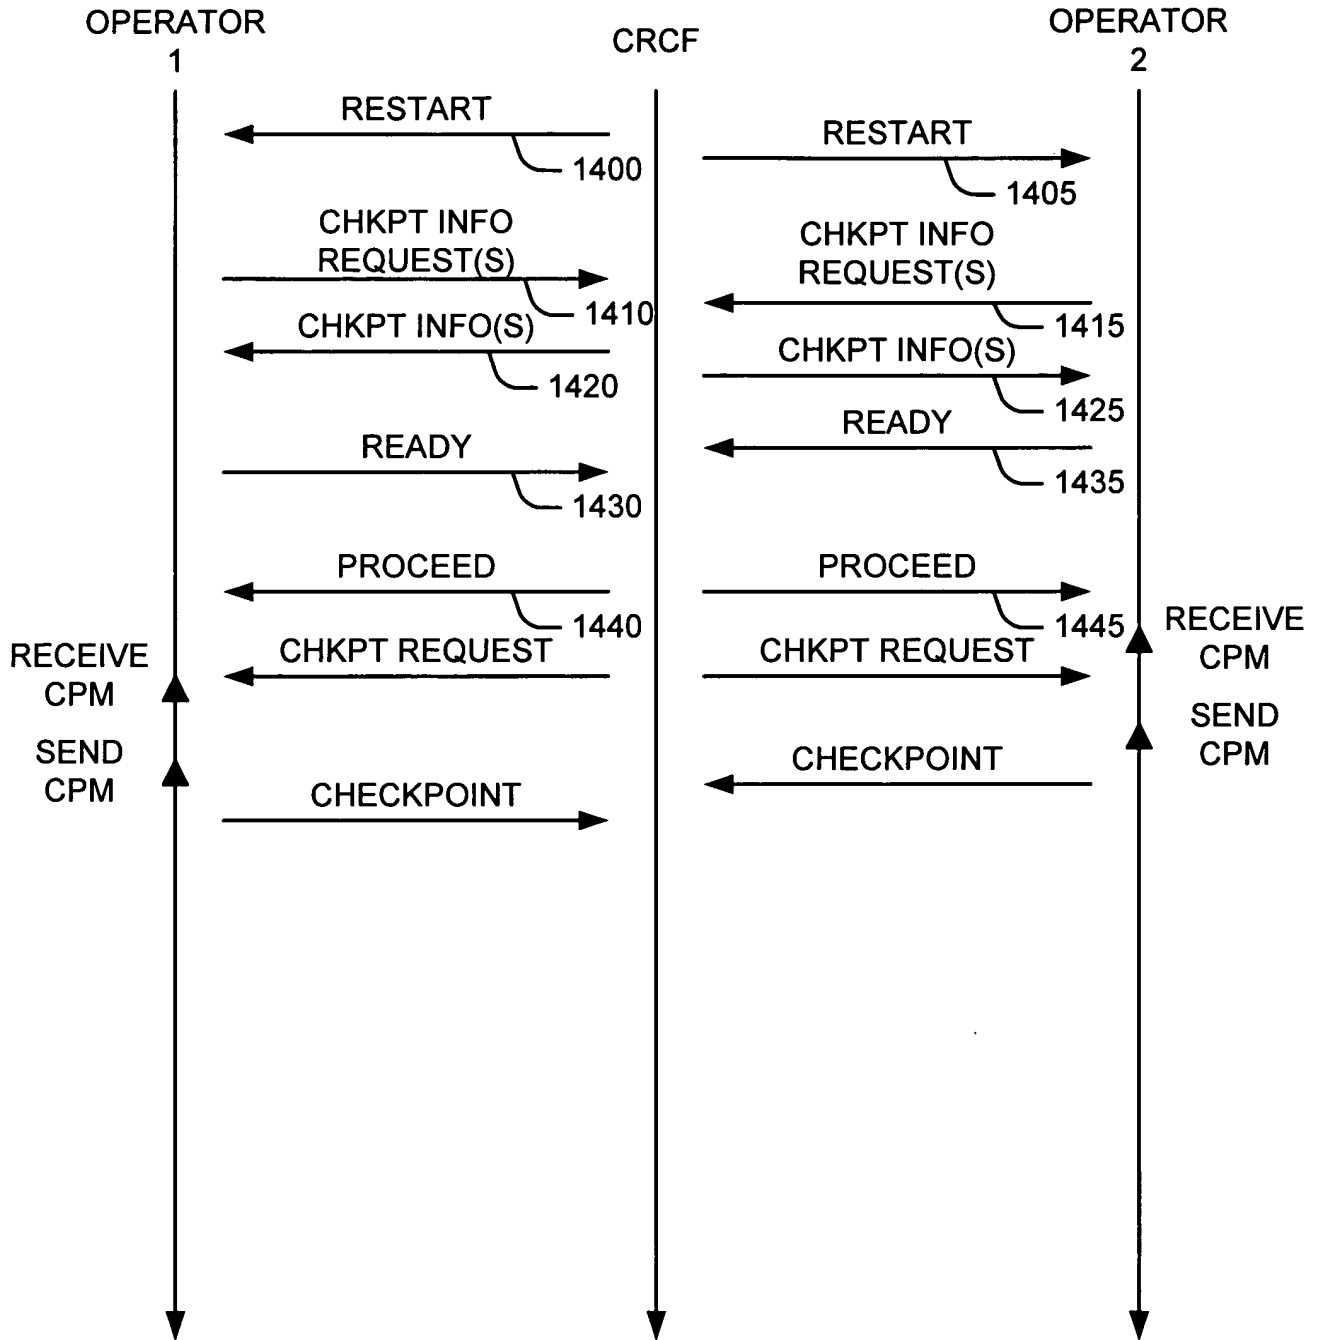 OPERATOR
1
CRCF
OPERATOR
2
RESTART
1400
RESTART
1405
CHKPT INFO
REQUEST(S)
1410
CHKPT INFO
REQUEST(S)
1415
CHKPT INFO(S)
1420
CHKPT INFO(S)
1425
READY
1430
READY
1435
PROCEED
1440
PROCEED
1445
RECEIVE
CPM
CHKPT REQUEST
CHKPT REQUEST
RECEIVE
CPM
SEND
CPM
CHECKPOINT
CHECKPOINT
SEND
CPM